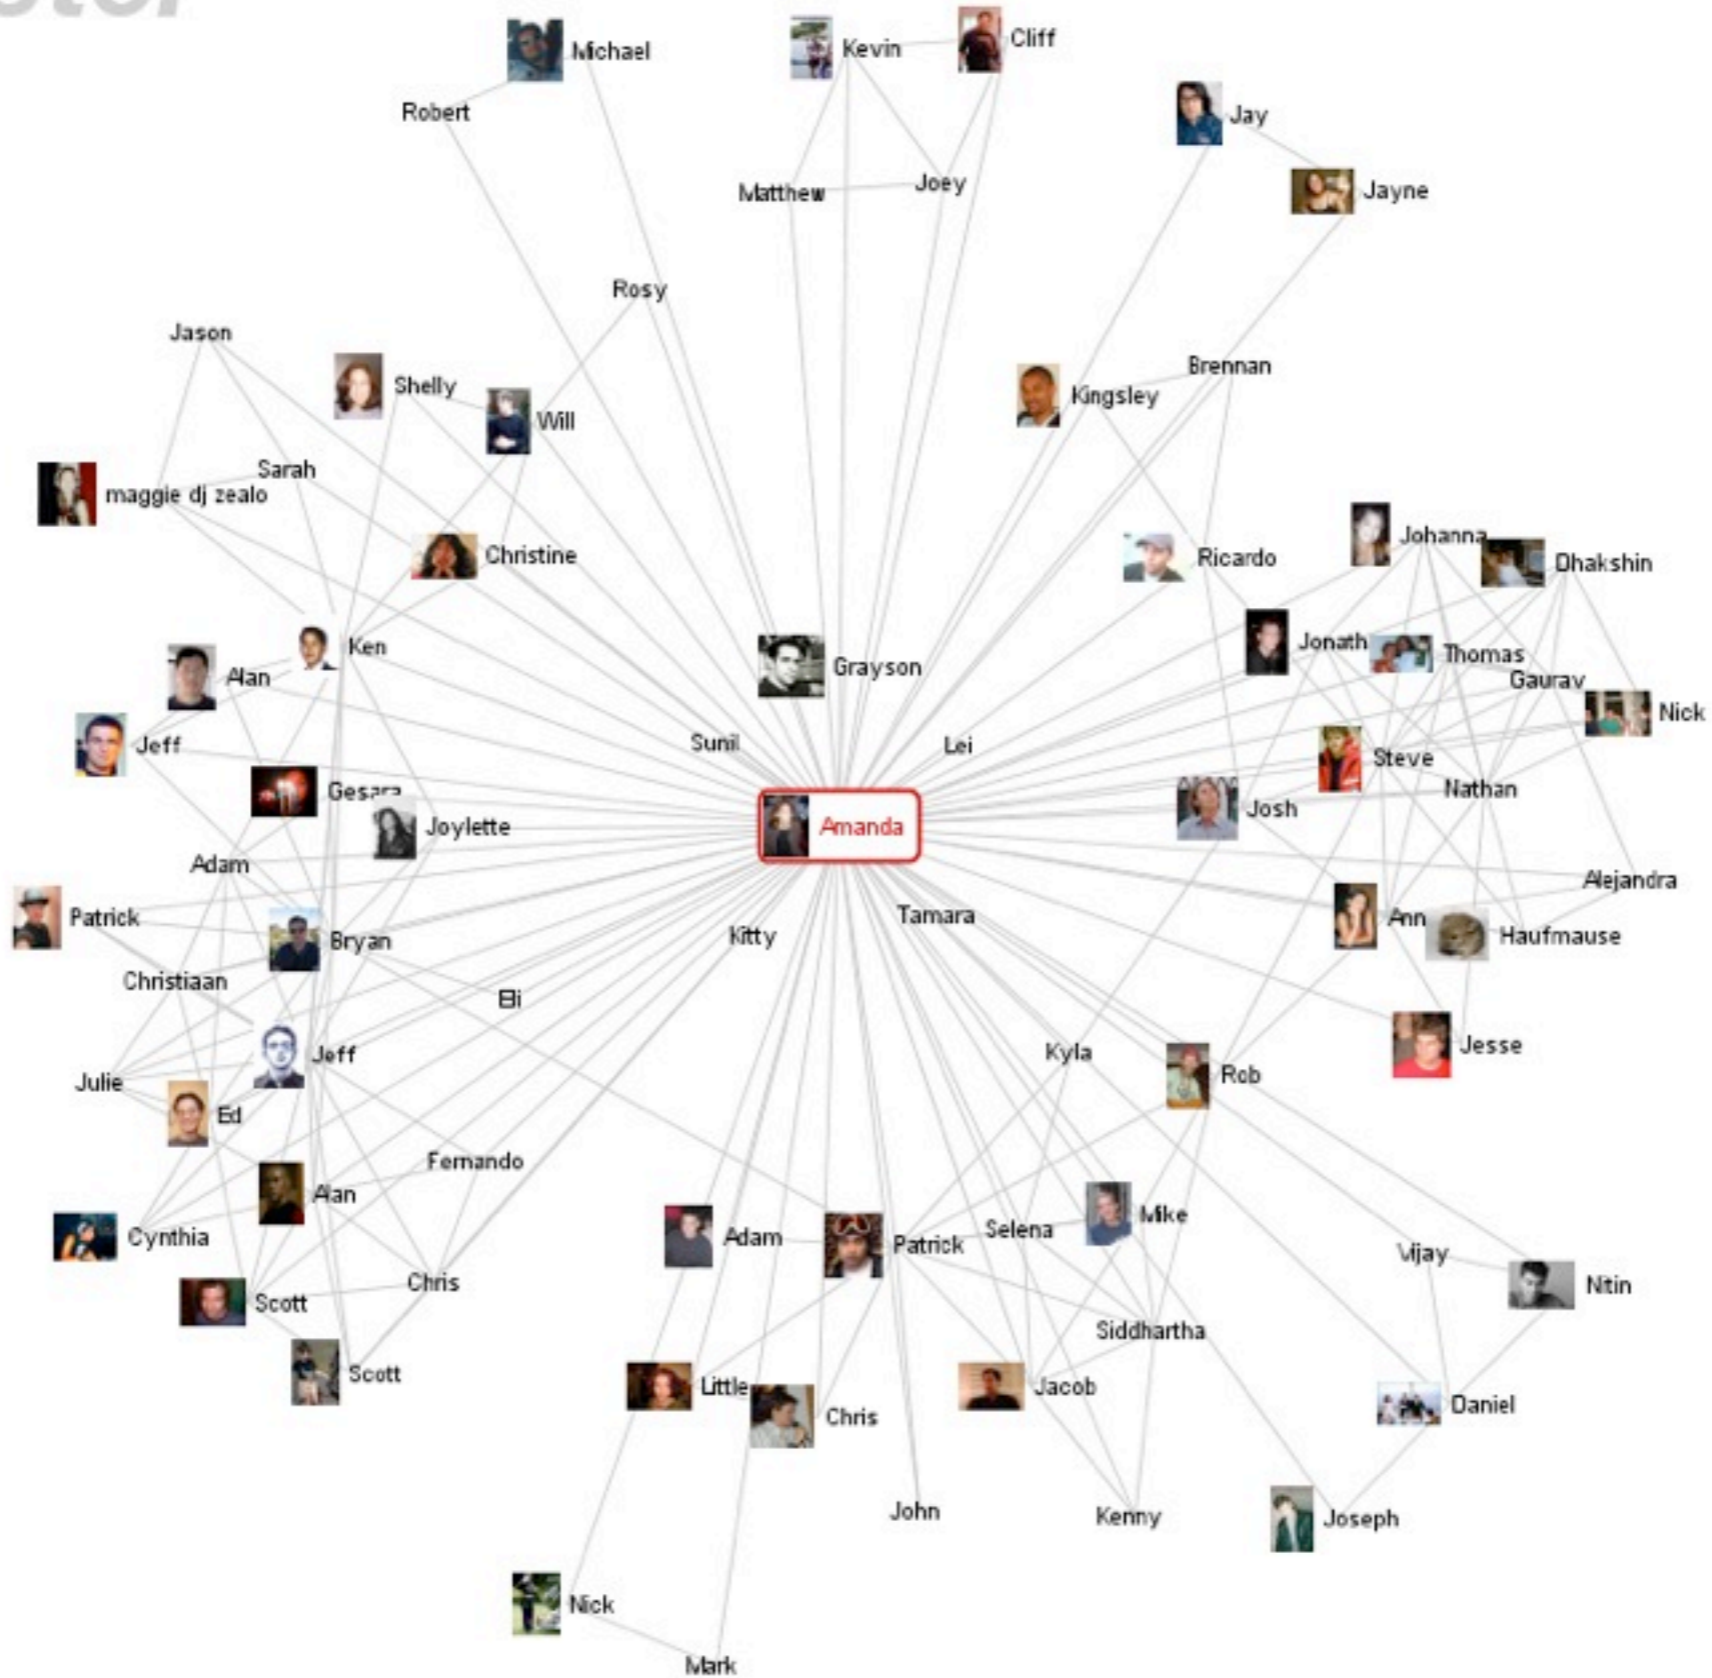 Michael
Kevin
Cliff
Robert
Jay
Matthew
Joey
Jayne
Rosy
Jason
Shelly
Will
Brennan
Kingsley
Sarah
maggie dj zealo
Christine
Ricardo
Johanna
Dhakshin
Ken
Alan
Grayson
Jonath
Thomas
Gaurav
Nick
Jeff
Sunil
Lei
Steve
Gesara
Nathan
Josh
Joylette
Amanda
Adam
Alejandra
Patrick
Bryan
Kitty
Tamara
Ann
Haufmause
Christiaan
Eli
Jeff
Kyla
Jesse
Julie
Rob
Ed
Fernando
Alan
Cynthia
Adam
Patrick
Selena
Mike
Vijay
Nitin
Scott
Chris
Siddhartha
Scott
Little
Chris
Jacob
Daniel
John
Kenny
Joseph
Nick
Mark